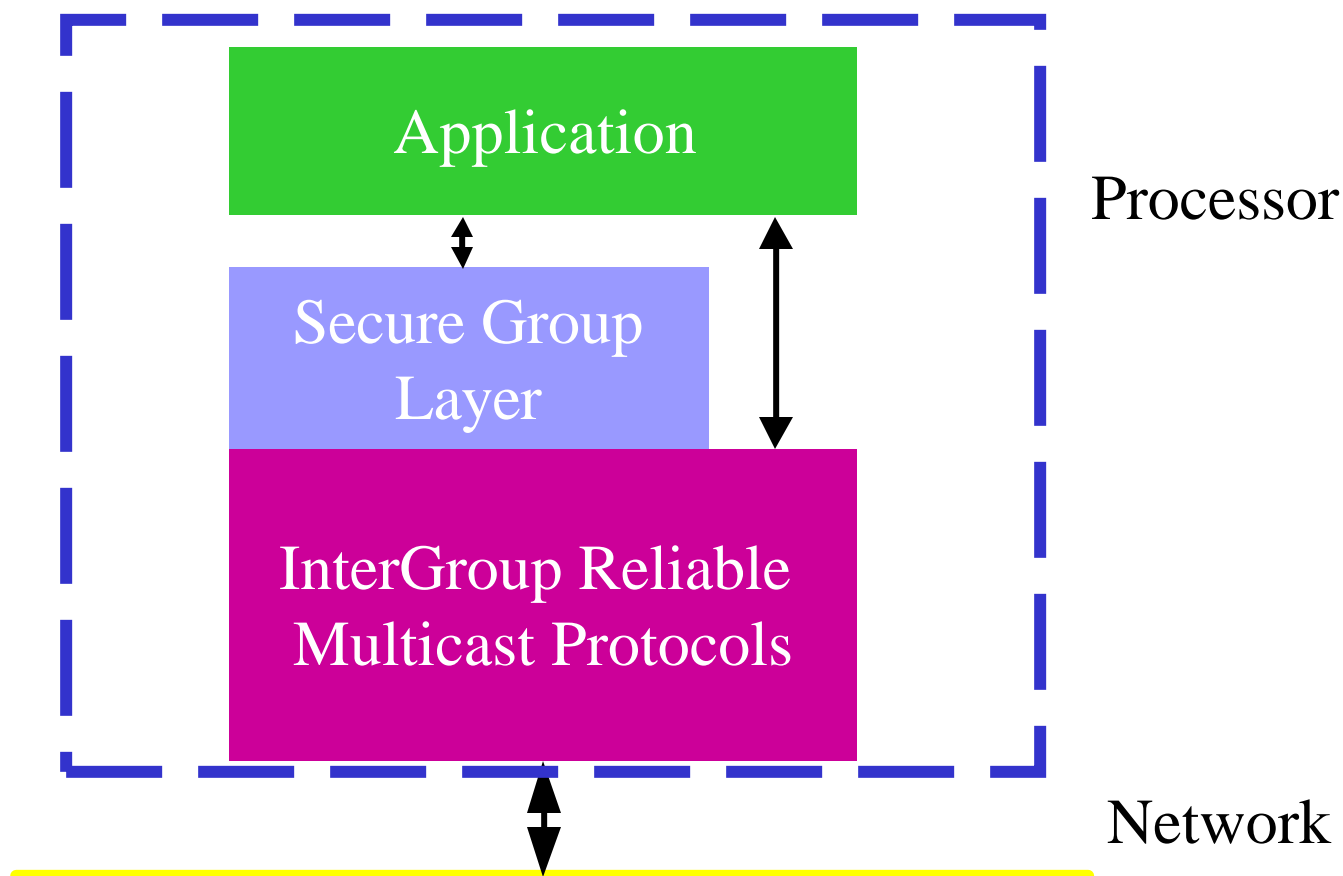 Application
Processor
Secure Group
Layer
InterGroup Reliable
Multicast Protocols
Network